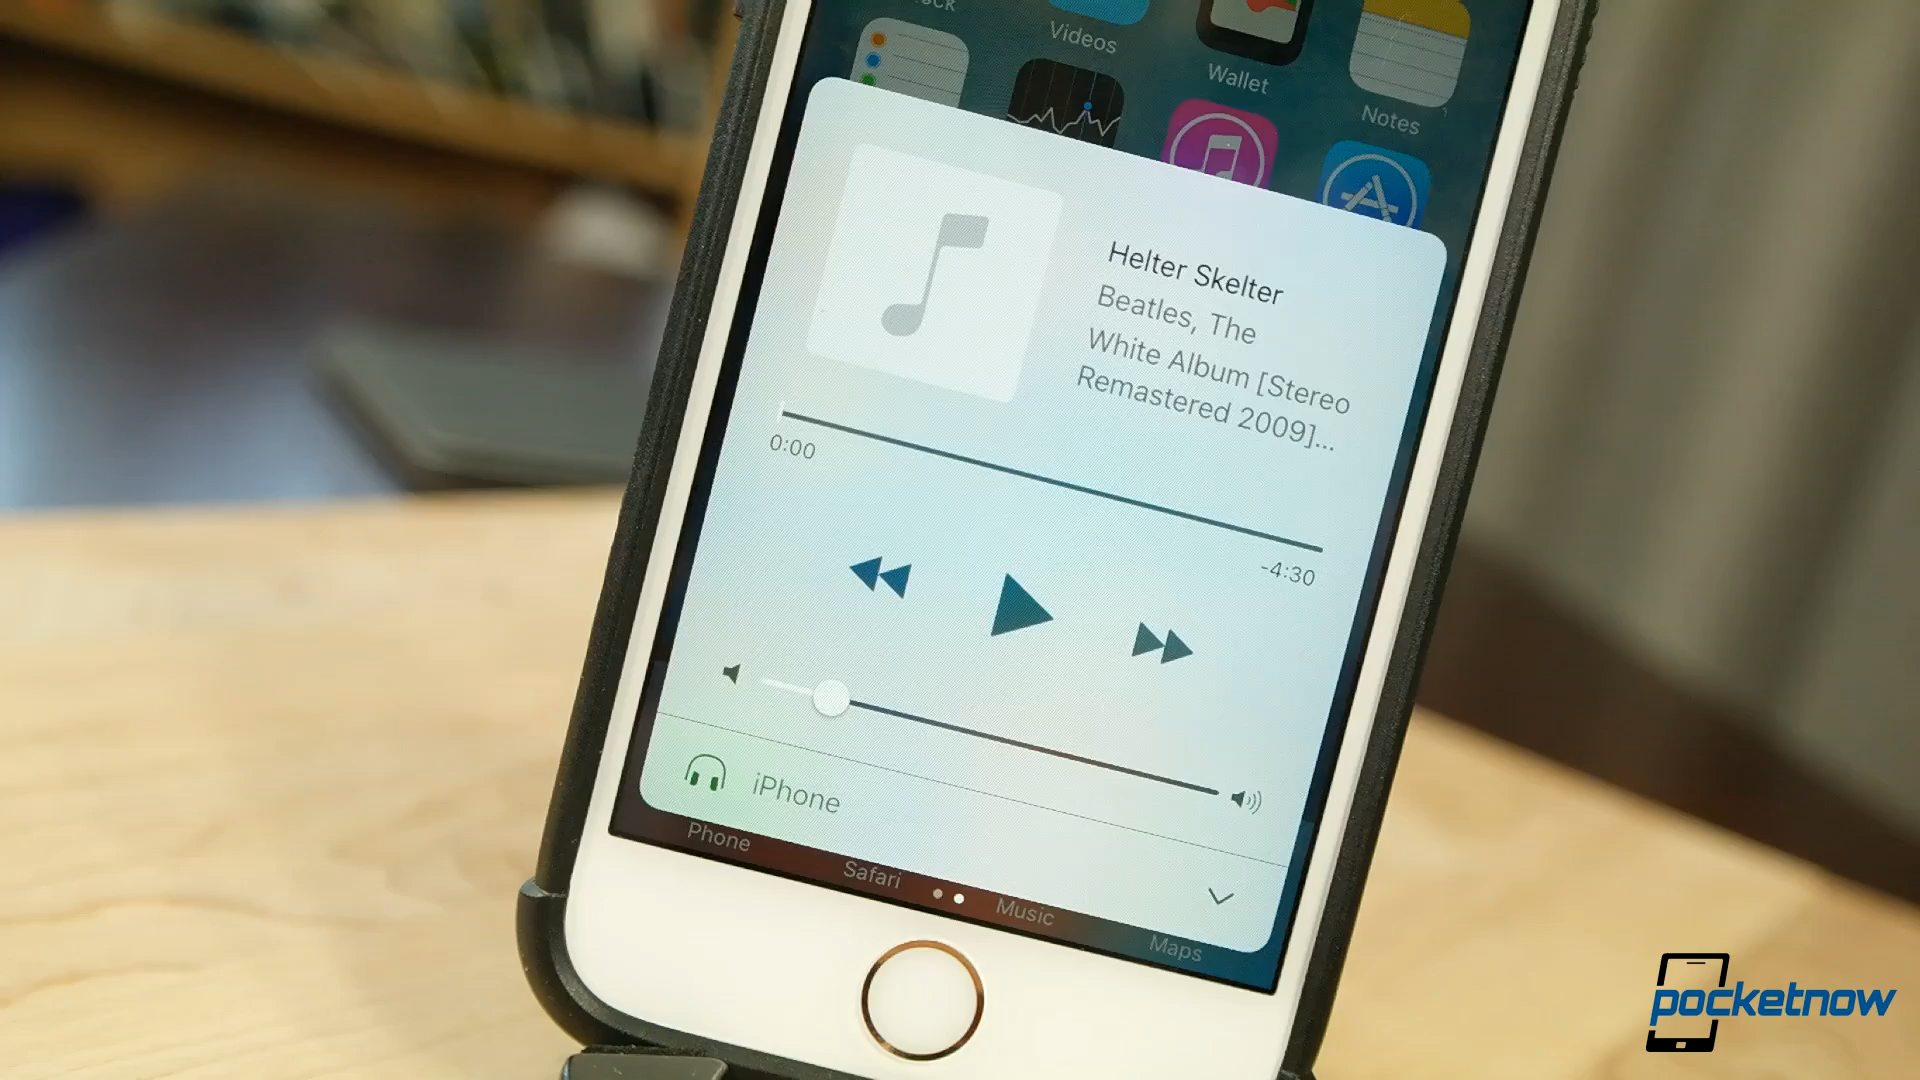 Videos
Wallet
Notes
Helter Skelter
Beatles, The
White Album [Stereo
Remastered 2009]...
0:00
-4:30
iPhone
Phone
Safari
Music
Maps
pocketnow